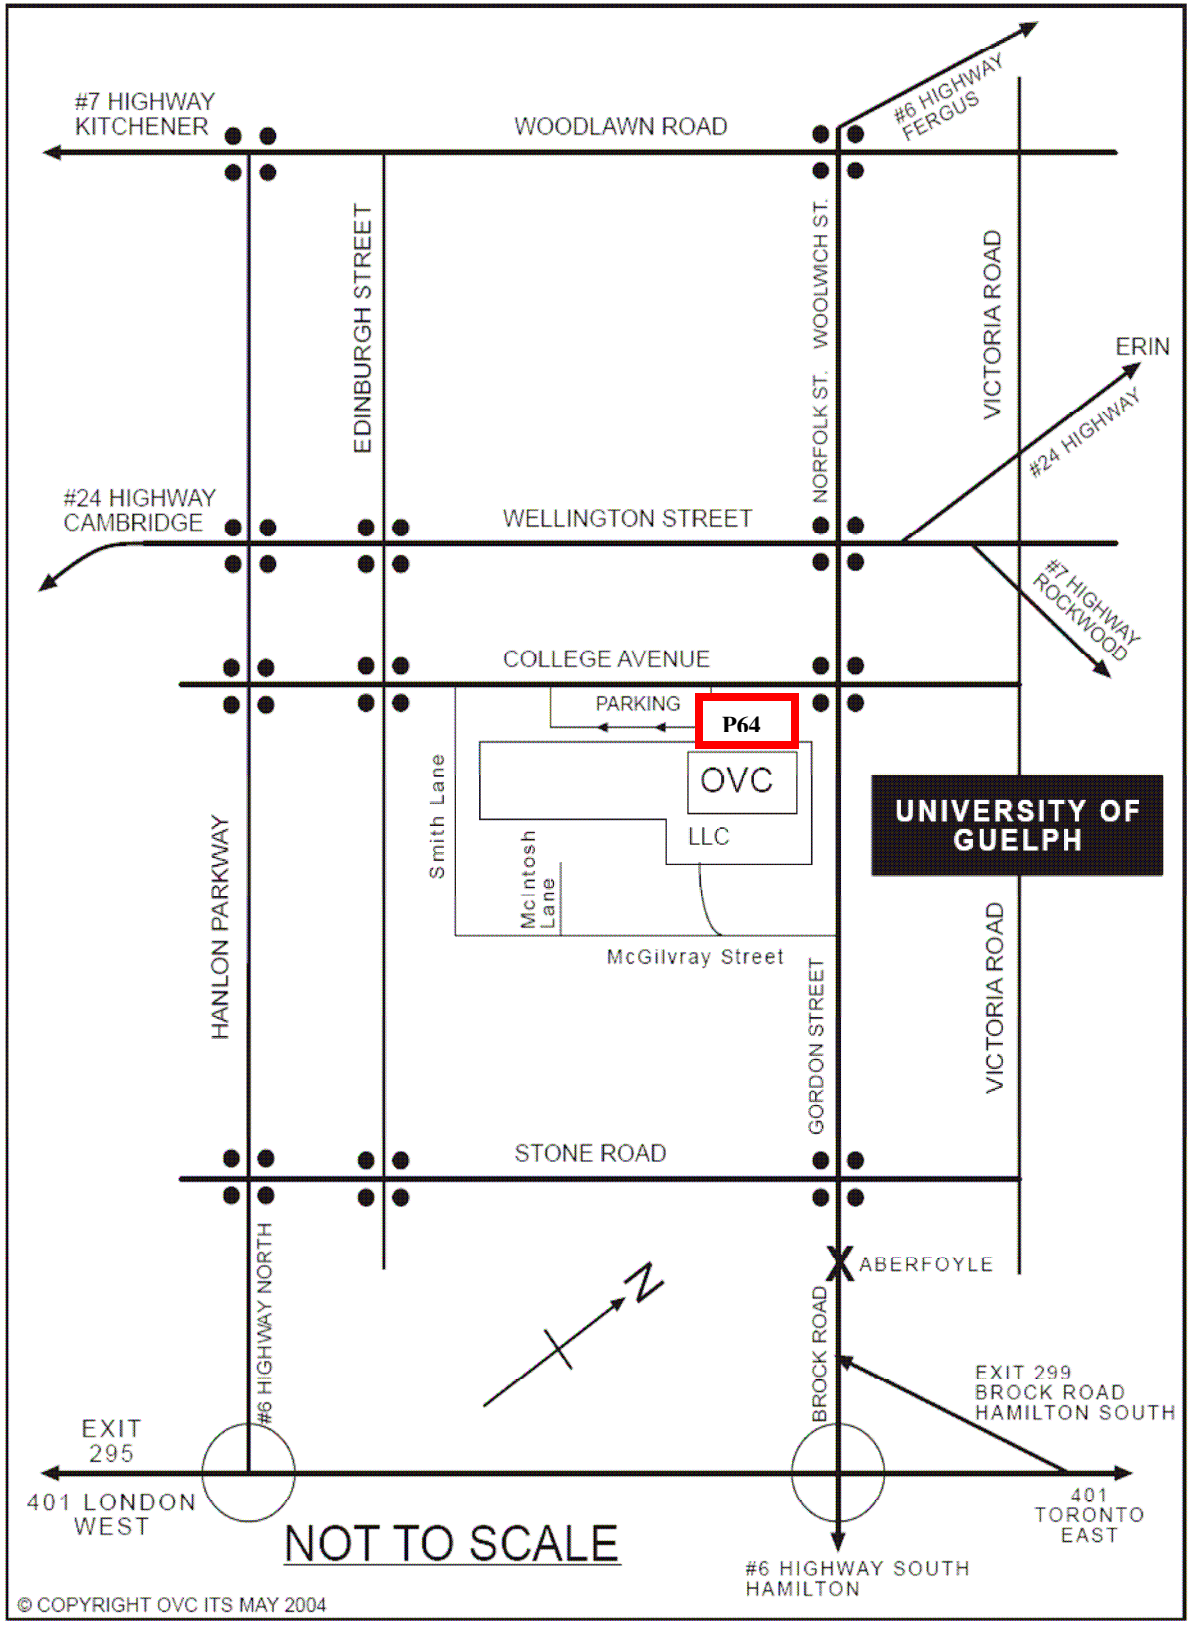 #7 HIGHWAY
KITCHENER
WOODLAWN ROAD
#6 HIGHWAY
FERGUS
EDINBURGH STREET
WOOLWICH ST.
NORFOLK ST.
VICTORIA ROAD
ERIN
#24 HIGHWAY
#24 HIGHWAY
CAMBRIDGE
WELLINGTON STREET
#7 HIGHWAY
ROCKWOOD
COLLEGE AVENUE
PARKING
P64
OVC
LLC
Smith Lane
McIntosh
Lane
McGilvray Street
UNIVERSITY OF
GUELPH
HANLON PARKWAY
GORDON STREET
VICTORIA ROAD
STONE ROAD
#6 HIGHWAY NORTH
N
X ABERFOYLE
BROCK ROAD
EXIT 299
BROCK ROAD
HAMILTON SOUTH
EXIT
295
401 LONDON
WEST
401
TORONTO
EAST
NOT TO SCALE
#6 HIGHWAY SOUTH
HAMILTON
© COPYRIGHT OVC ITS MAY 2004